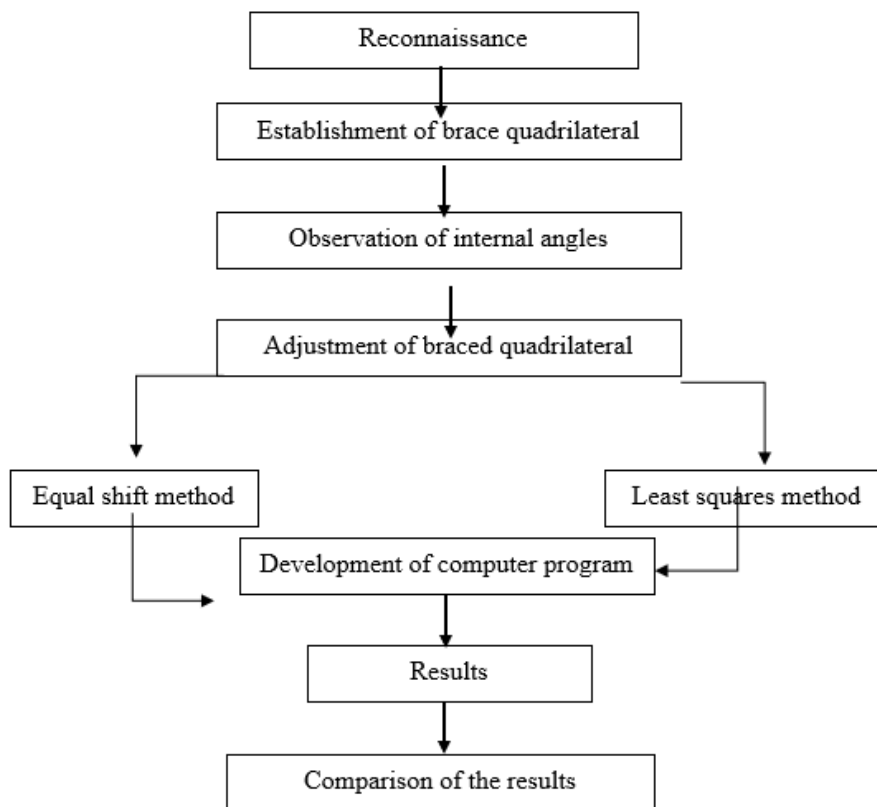 Reconnaissance
Establishment of brace quadrilateral
Observation of internal angles
Adjustment of braced quadrilateral
Equal shift method
Least squares method
Development of computer program
Results
Comparison of the results